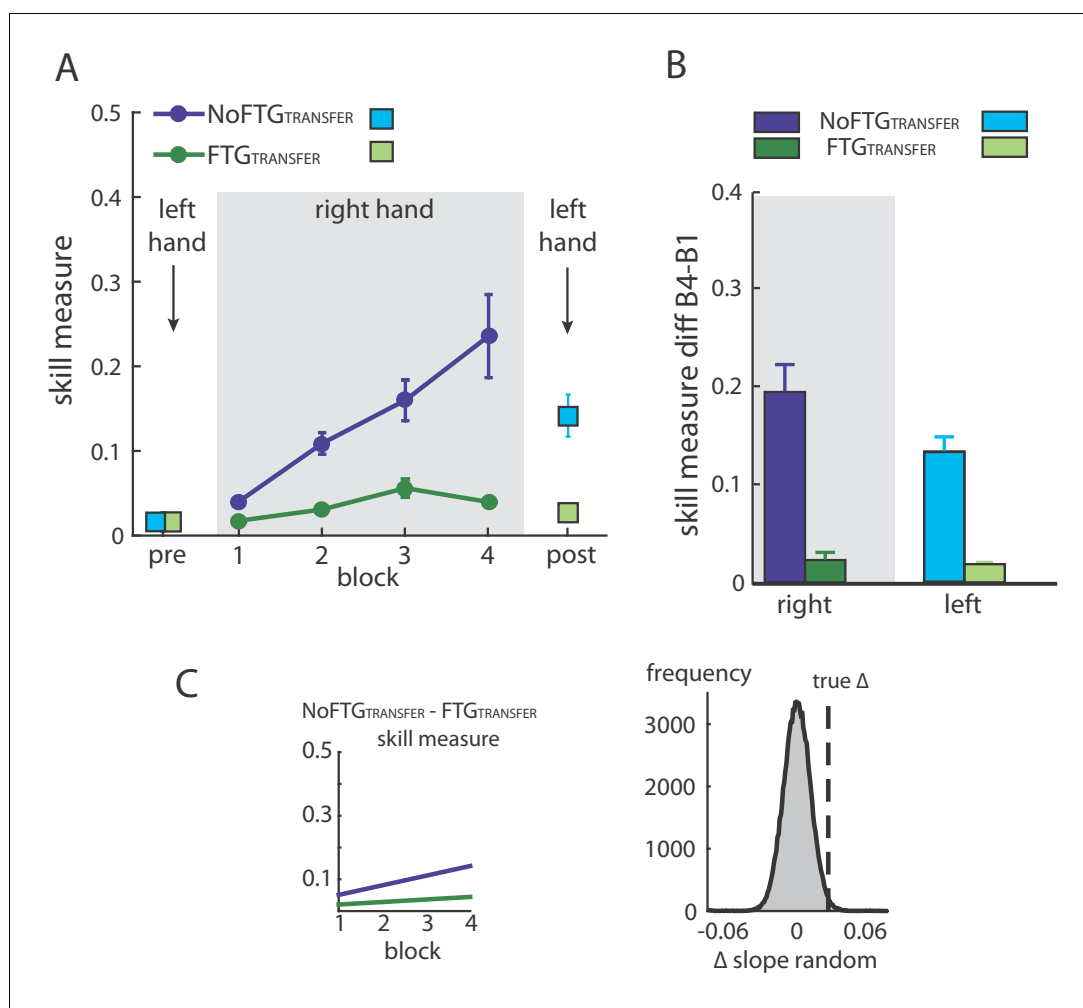 A
NoFTGTRANSFER
FTGTRANSFER
0.5
0.4
0.3
0.2
0.1
0
skill measure
left
hand
right hand
left
hand
pre
1
2
3
4
post
block
B
NoFTGTRANSFER
FTGTRANSFER
0.4
0.3
0.2
0.1
0
skill measure diff B4-B1
right
left
C
NoFTGTRANSFER - FTGTRANSFER
skill measure
0.5
0.3
0.1
1
2
3
4
block
frequency
true Δ
3000
2000
1000
0
-0.06
0
0.06
Δ slope random